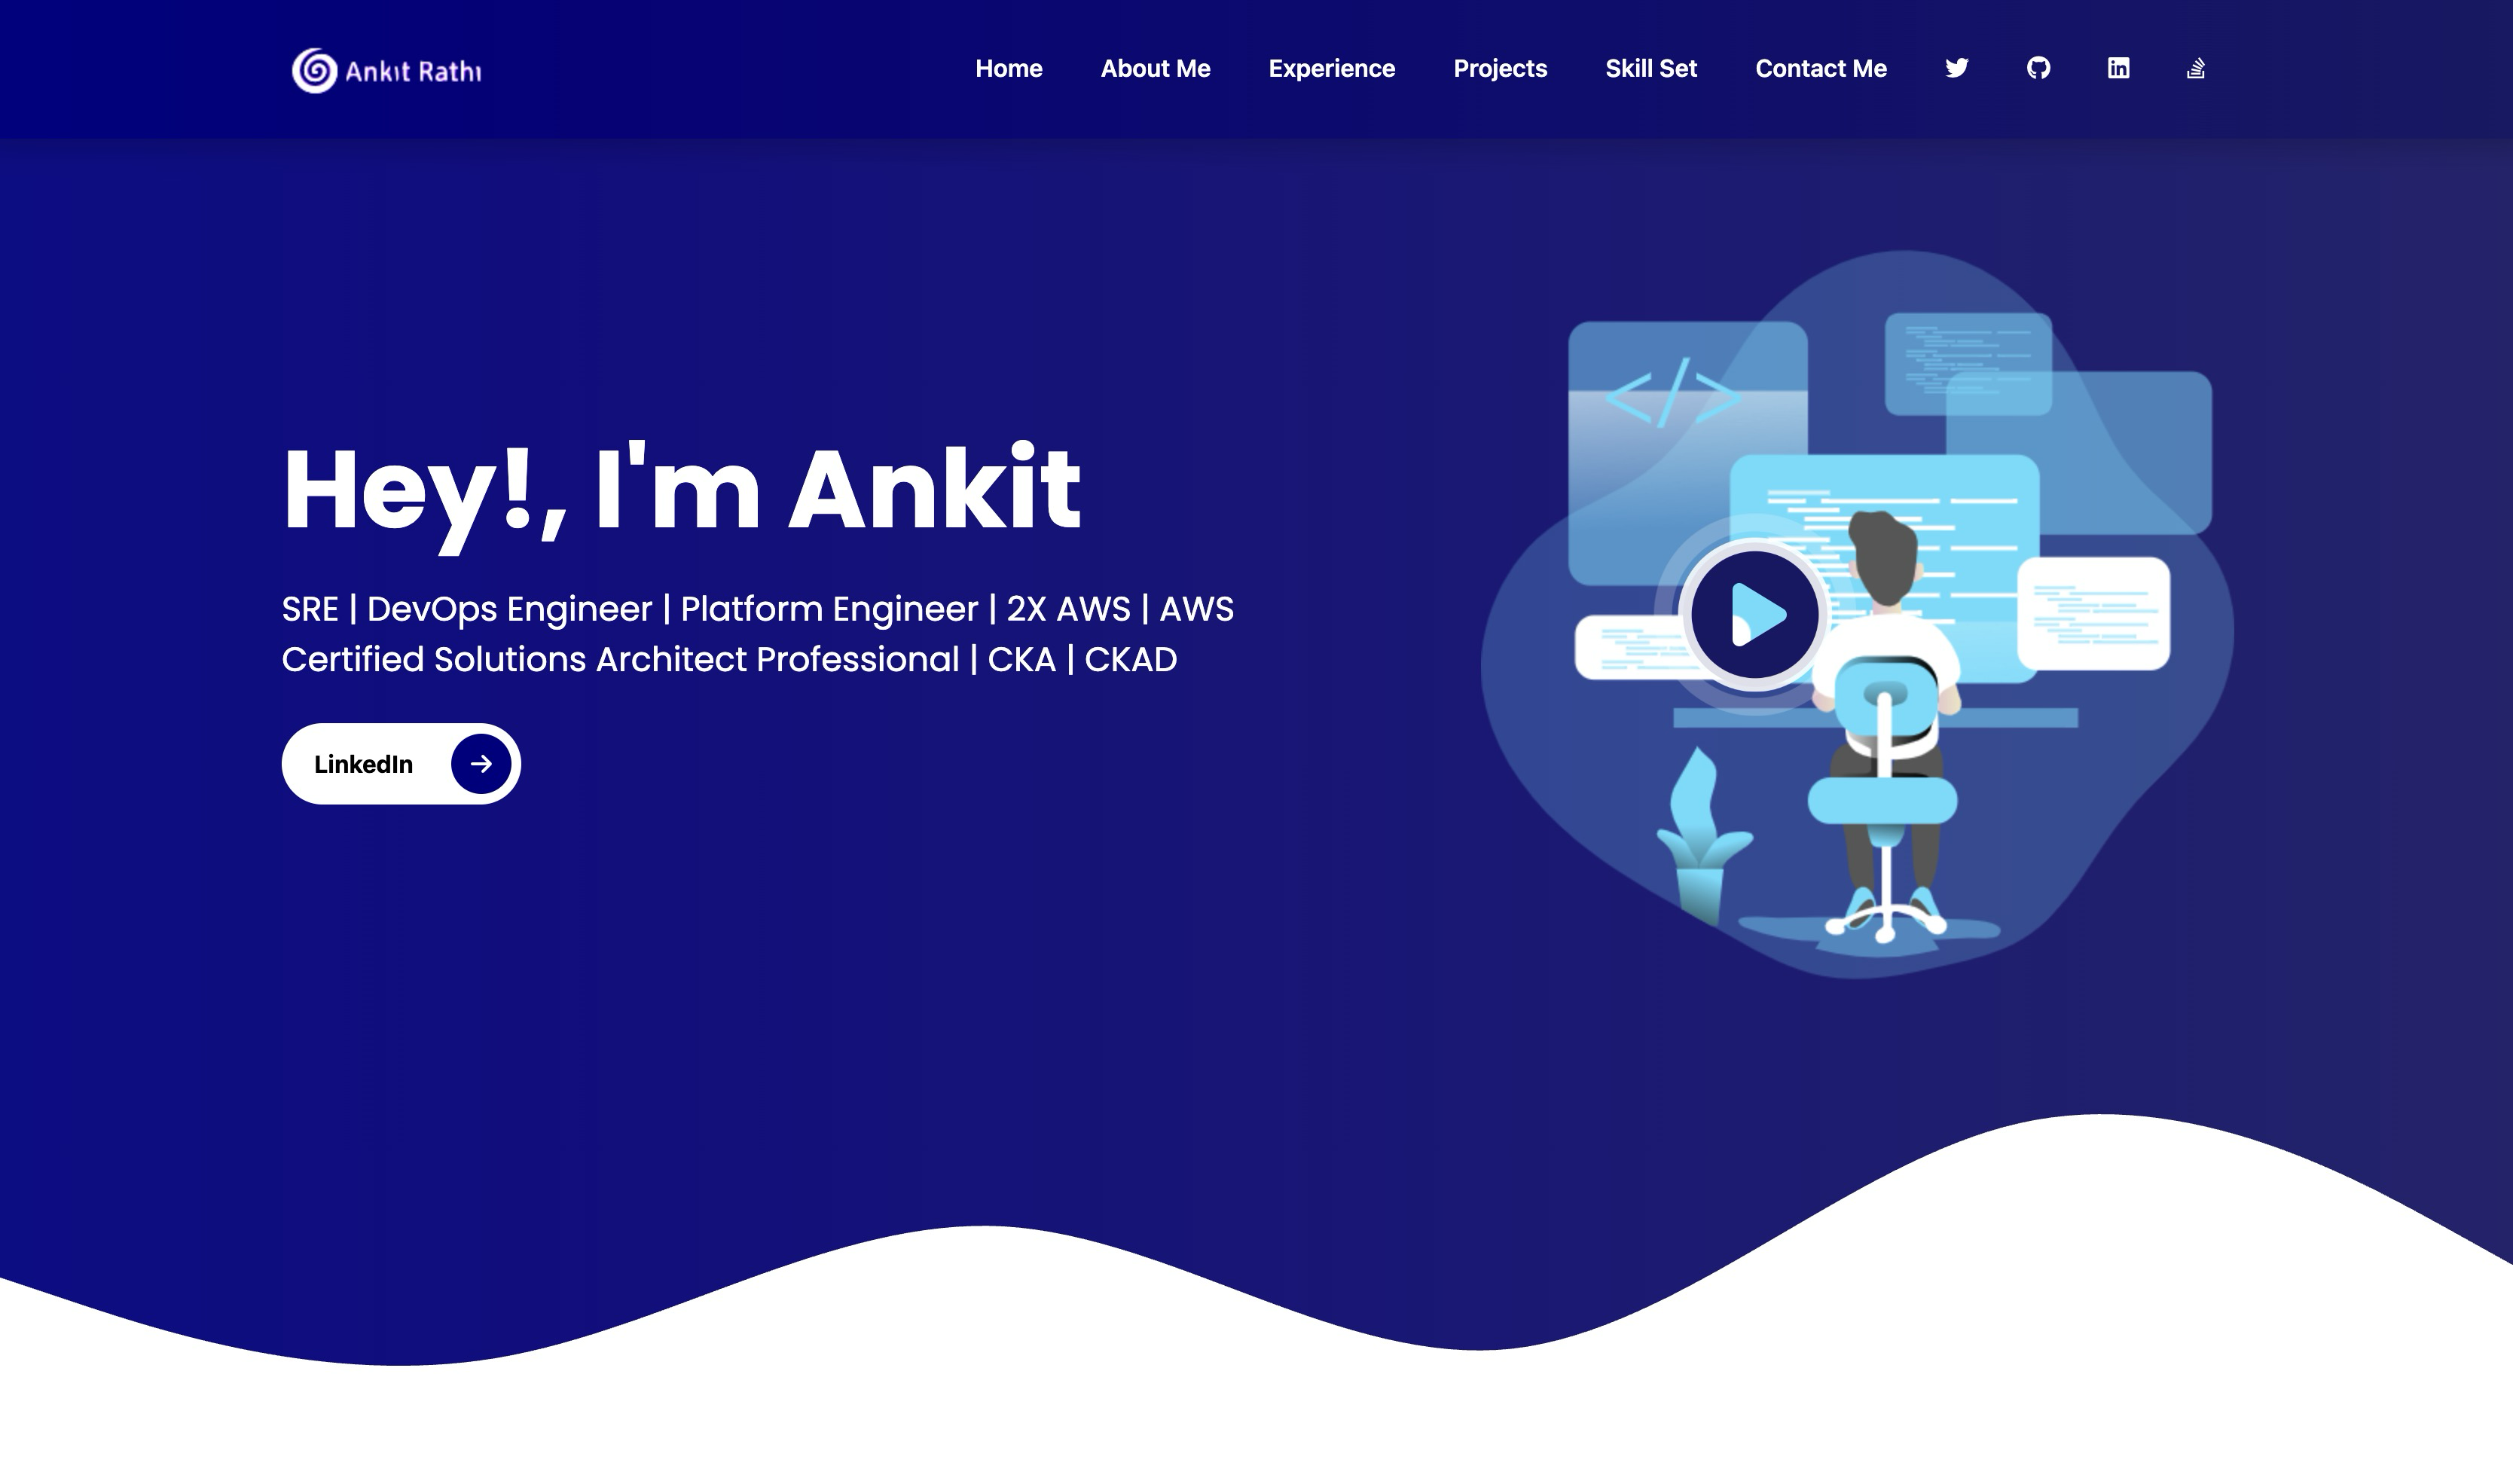 Ankit Rathi
Home About Me Experience Projects Skill Set Contact Me
</>
Hey!, I'm Ankit
SRE | DevOps Engineer | Platform Engineer | 2X AWS | AWS
Certified Solutions Architect Professional | CKA | CKAD
LinkedIn